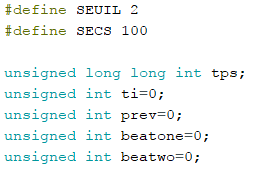 #define SEUIL 2
#define SECS 100
unsigned long long int tps;
unsigned int ti=0;
unsigned int prev=0;
unsigned int beatone=0;
unsigned int beatwo=0;